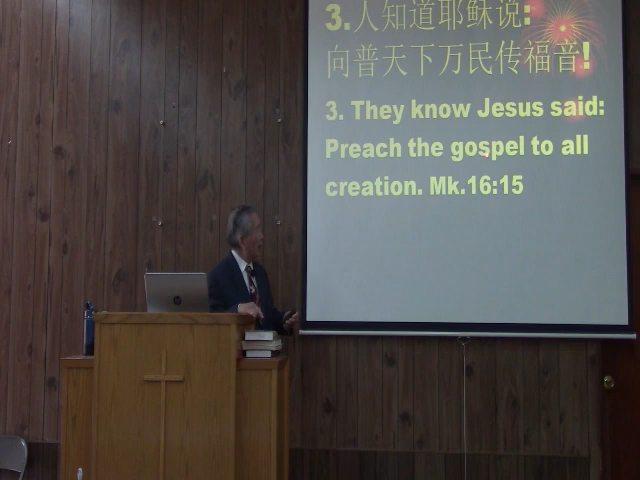 3.人知道耶稣说:
向普天下万民传福音!
3. They know Jesus said:
Preach the gospel to all
creation. Mk.16:15
hp